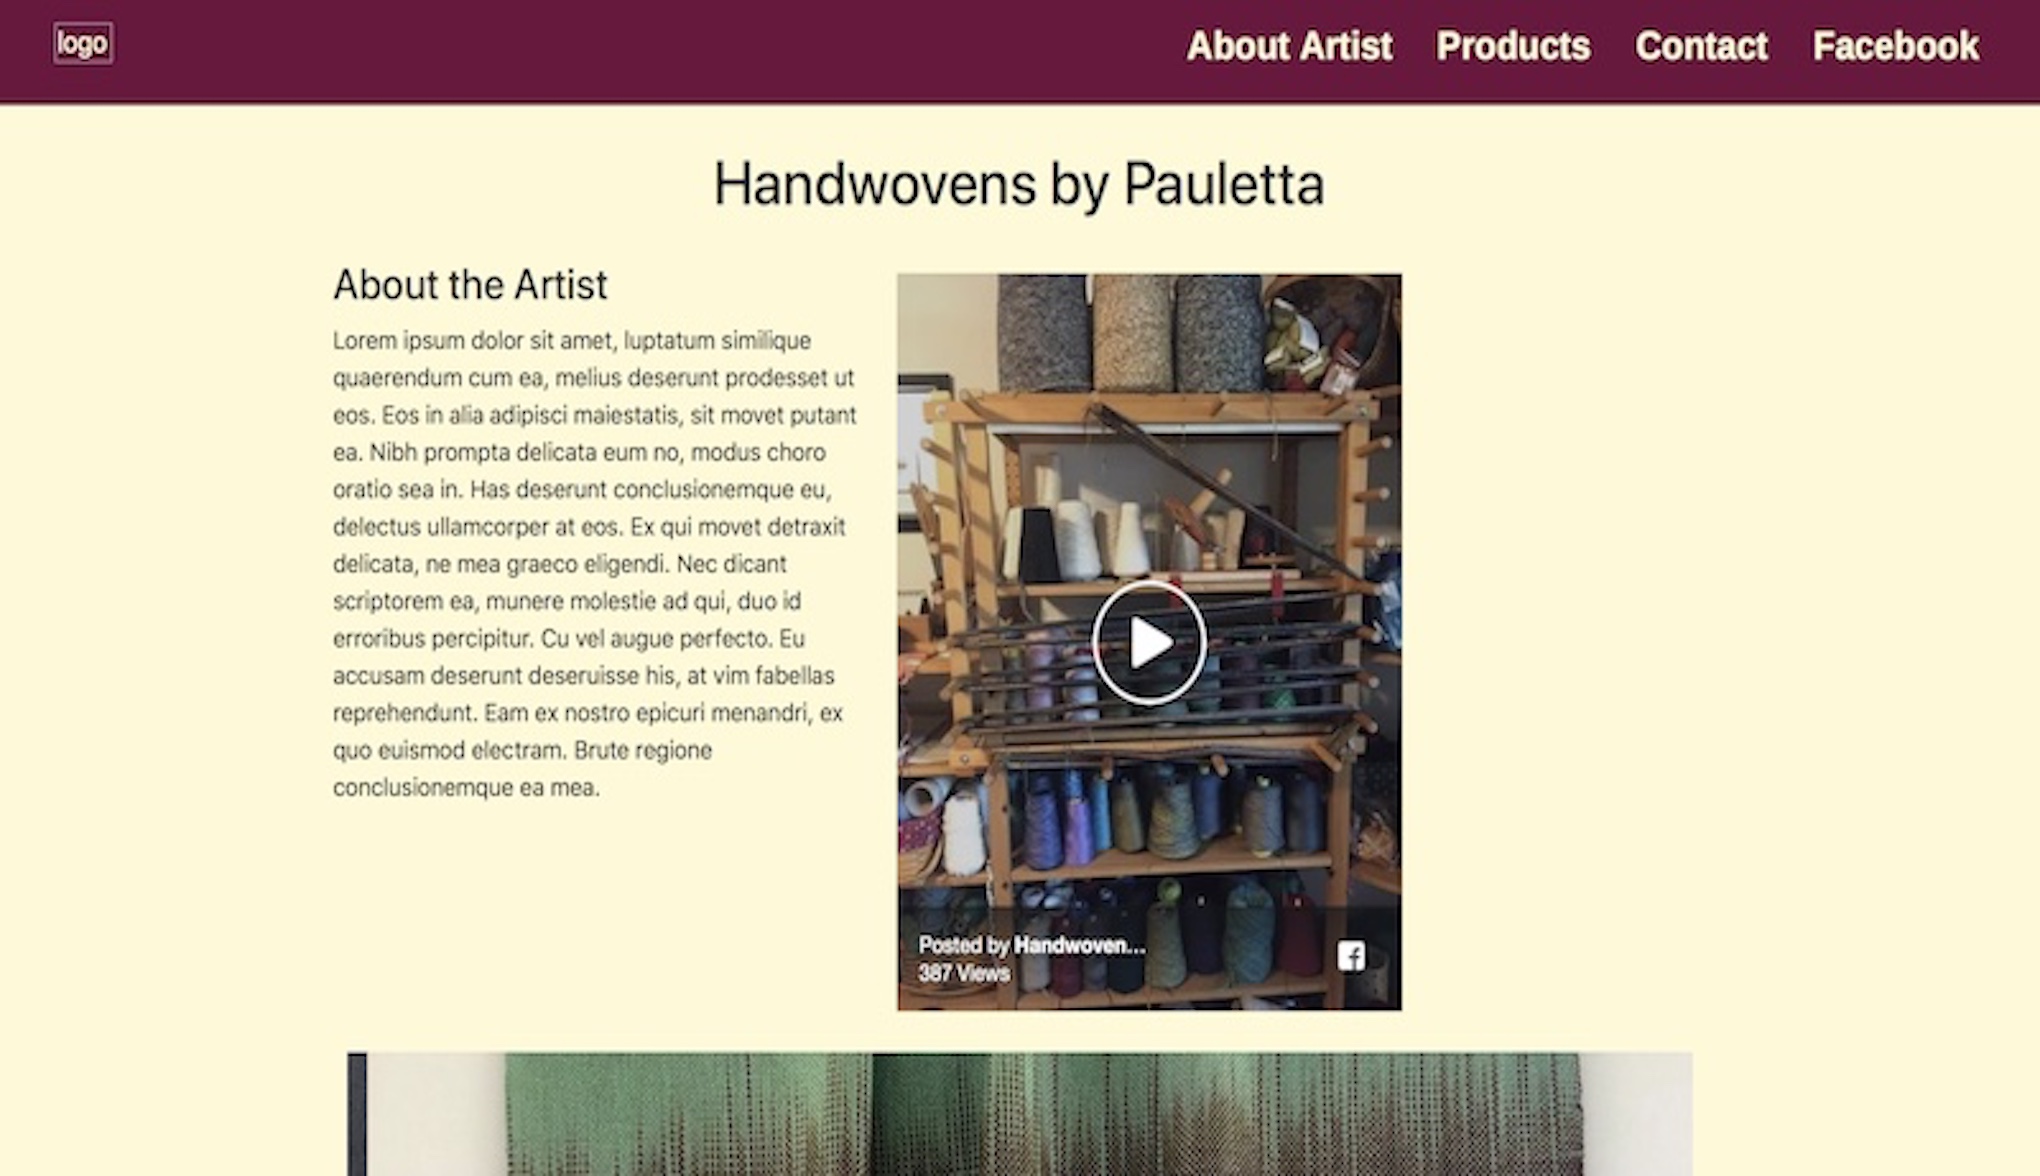 logo
About Artist Products Contact Facebook
Handwovens by Pauletta
About the Artist
Lorem ipsum dolor sit amet, luptatum similique
quaerendum cum ea, melius deserunt prodesset ut
eos. Eos in alia adipisci maiestatis, sit movet putant
ea. Nibh prompta delicata eum no, modus choro
oratio sea in. Has deserunt conclusionemque eu,
delectus ullamcorper at eos. Ex qui movet detraxit
delicata, ne mea graeco eligendi. Nec dicant
scriptorem ea, munere molestie ad qui, duo id
erroribus percipitur. Cu vel augue perfecto. Eu
accusam deserunt deseruisse his, at vim fabellas
reprehendunt. Eam ex nostro epicuri menandri, ex
quo euismod electram. Brute regione
conclusionemque ea mea.
Posted by Handwoven...
387 Views